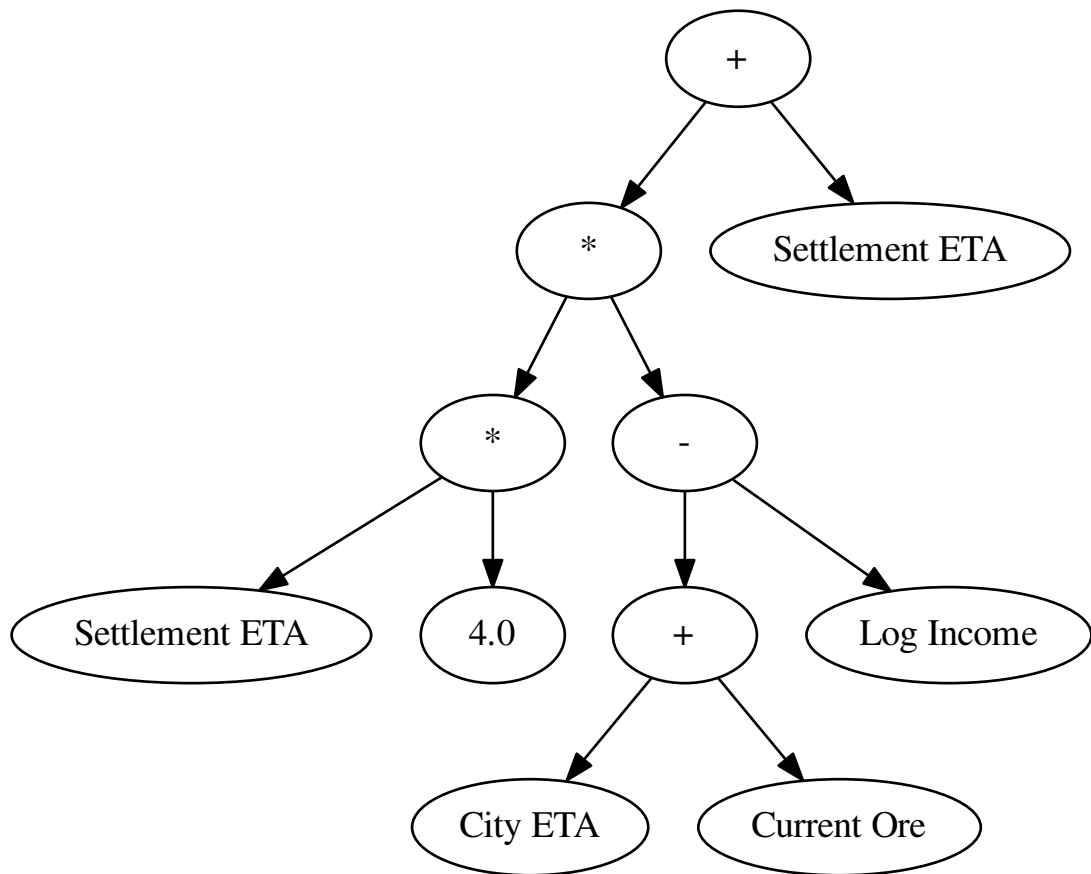 +
*
Settlement ETA
*
-
Settlement ETA
4.0
+
Log Income
City ETA
Current Ore